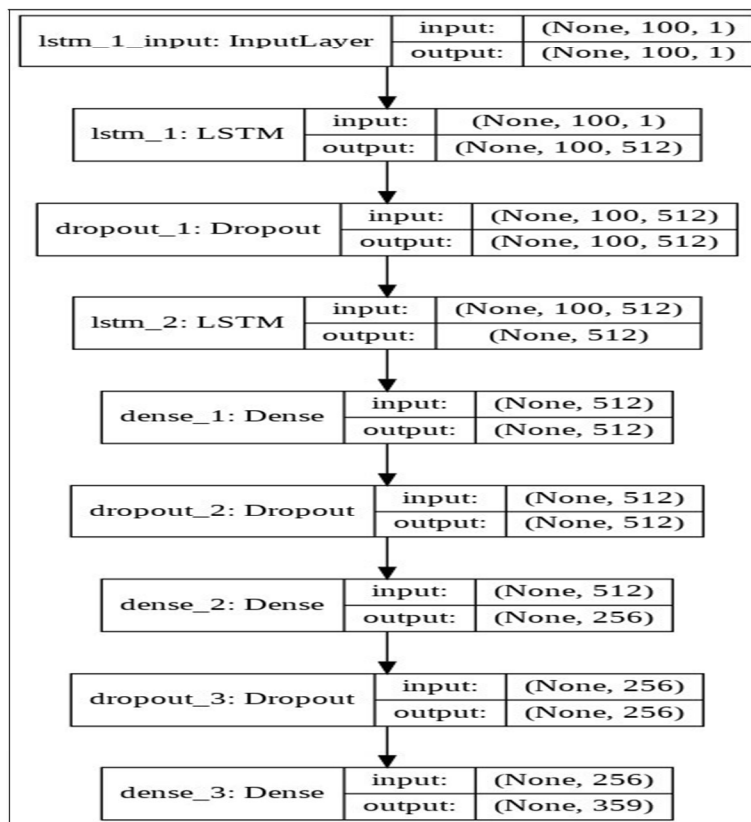 lstm_1_input: InputLayer
input: (None, 100, 1)
output: (None, 100, 1)
lstm_1: LSTM
input: (None, 100, 1)
output: (None, 100, 512)
dropout_1: Dropout
input: (None, 100, 512)
output: (None, 100, 512)
lstm_2: LSTM
input: (None, 100, 512)
output: (None, 512)
dense_1: Dense
input: (None, 512)
output: (None, 512)
dropout_2: Dropout
input: (None, 512)
output: (None, 512)
dense_2: Dense
input: (None, 512)
output: (None, 256)
dropout_3: Dropout
input: (None, 256)
output: (None, 256)
dense_3: Dense
input: (None, 256)
output: (None, 359)